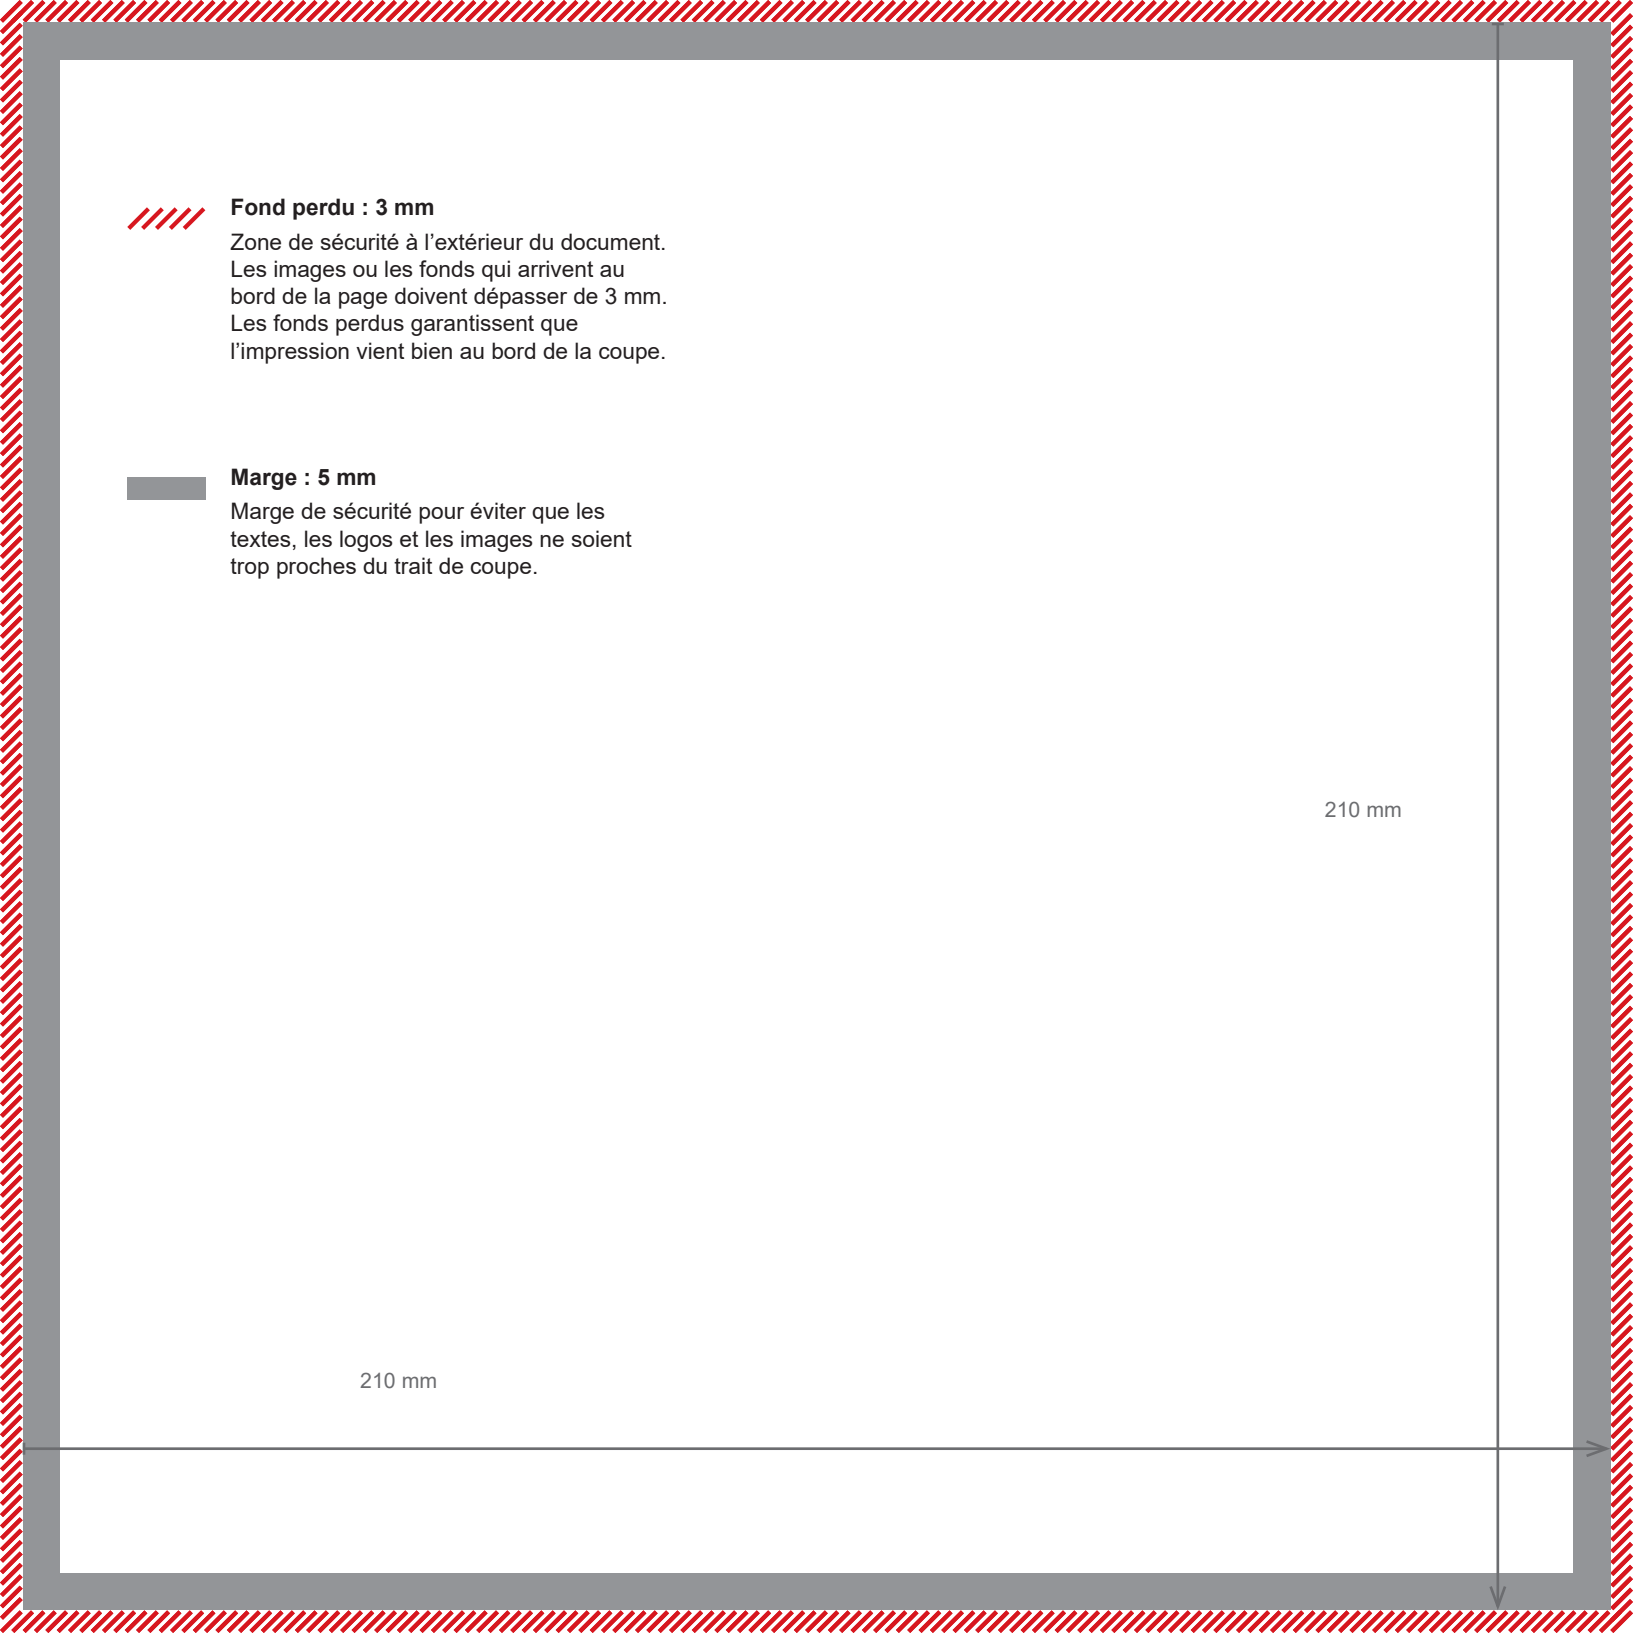 Fond perdu : 3 mm
Zone de sécurité à l’extérieur du document.
Les images ou les fonds qui arrivent au
bord de la page doivent dépasser de 3 mm.
Les fonds perdus garantissent que
l’impression vient bien au bord de la coupe.
Marge : 5 mm
Marge de sécurité pour éviter que les
textes, les logos et les images ne soient
trop proches du trait de coupe.
210 mm
210 mm